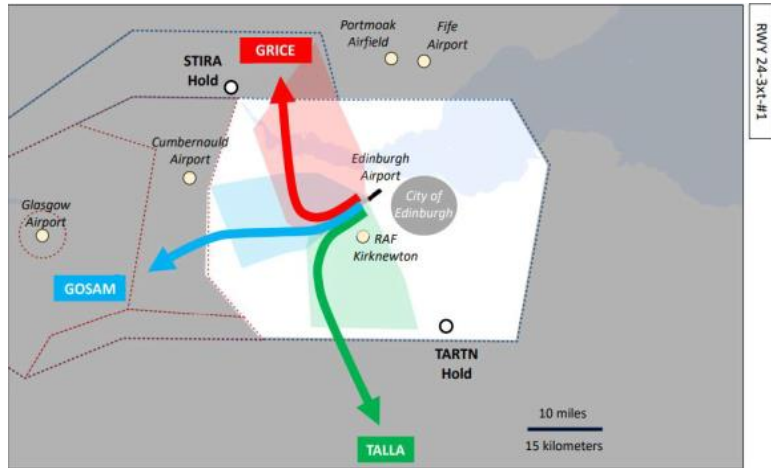 Portmoak
Airfield
Fife
Airport
GRICE
STIRA
Hold
RWY 24-3xt-#1
Cumbernauld
Airport
Edinburgh
Airport
City of
Edinburgh
Glasgow
Airport
RAF
Kirknewton
GOSAM
TARTN
Hold
10 miles
15 kilometers
TALLA